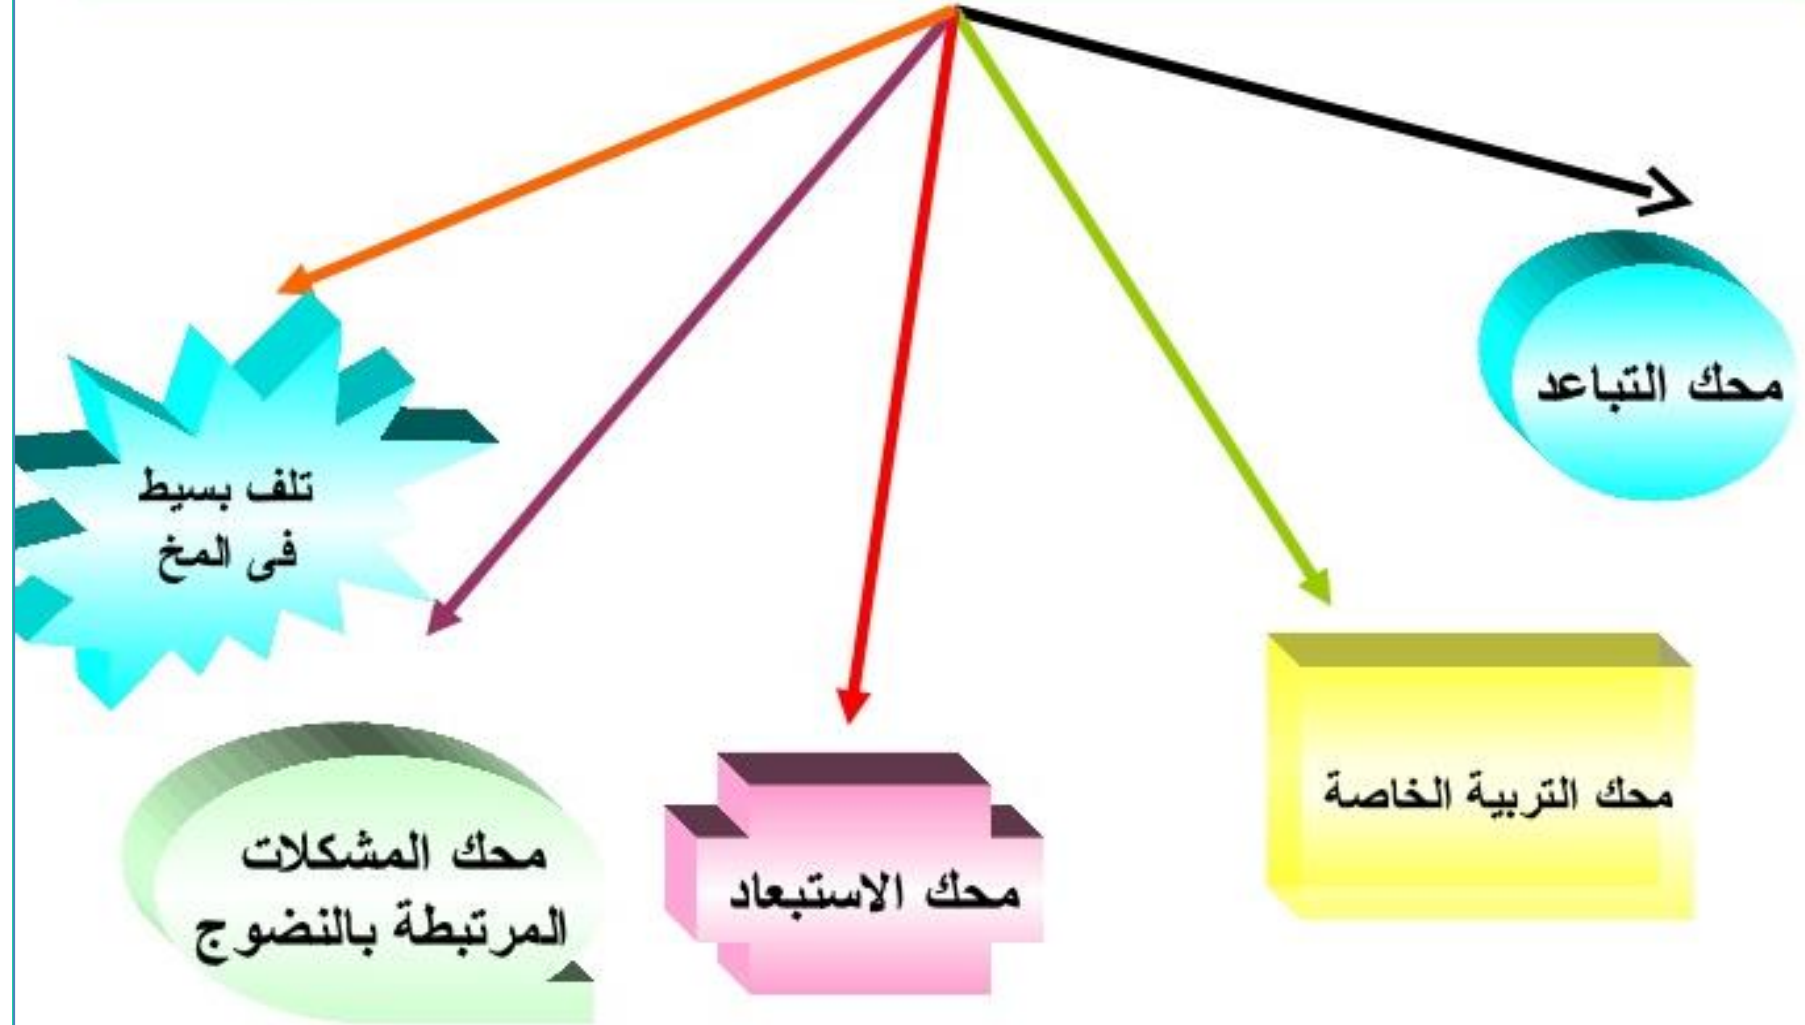 محك التباعد
تلف بسيط
فى المخ
محك التربية الخاصة
محك الاستبعاد
محك المشكلات
المرتبطة بالنضوج